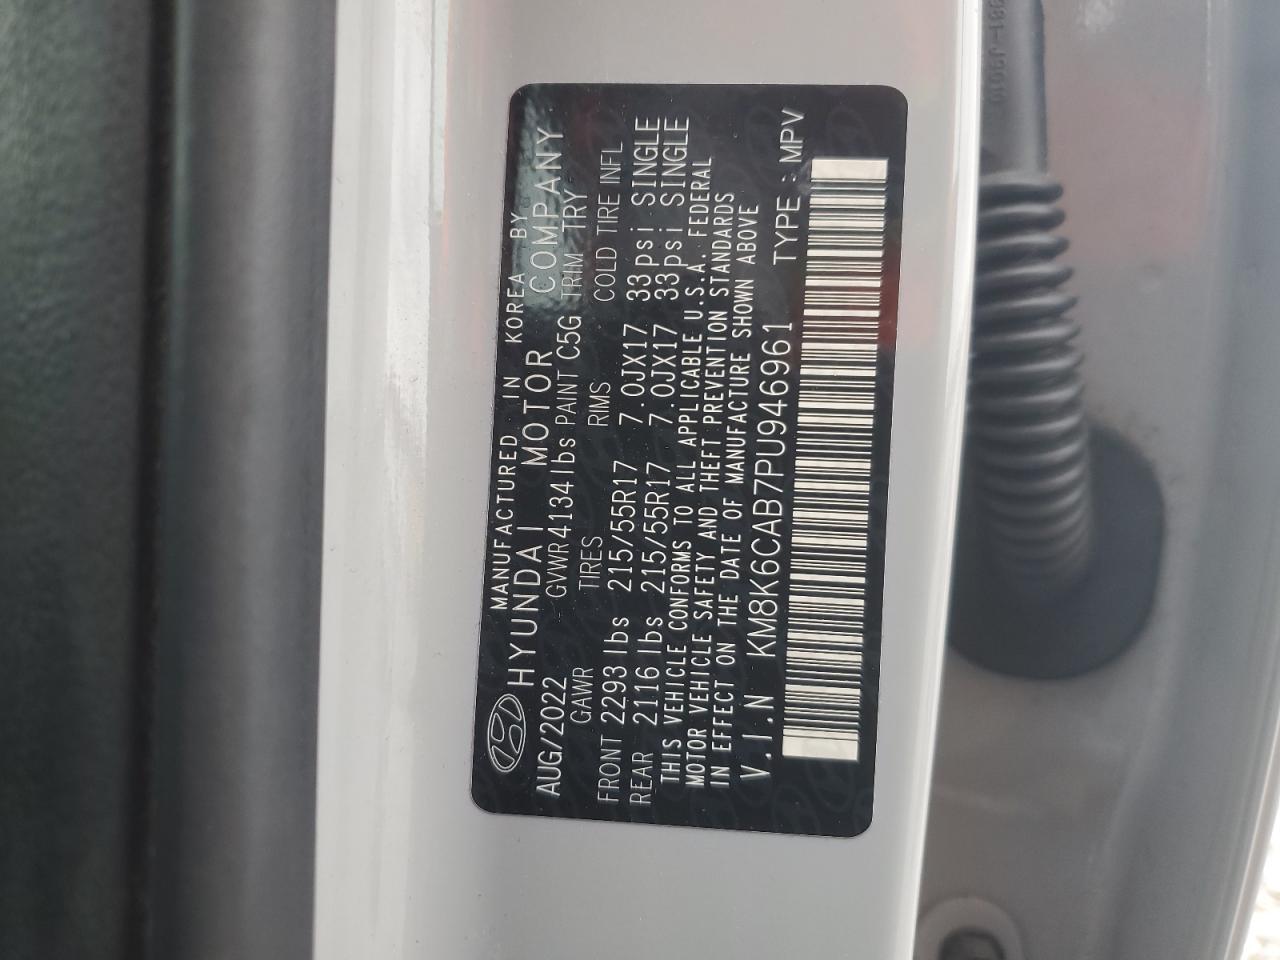 MANUFACTURED IN KOREA BY
HYUNDAI MOTOR COMPANY
AUG/2022 GVWR4134lbs PAINT C5G TRIM TRY
GAWR TIRES RIMS COLD TIRE INFL
FRONT 2293 lbs 215/55R17 7.0JX17 33psi SINGLE
REAR 2116 lbs 215/55R17 7.0JX17 33psi SINGLE
THIS VEHICLE CONFORMS TO ALL APPLICABLE U.S.A. FEDERAL
MOTOR VEHICLE SAFETY AND THEFT PREVENTION STANDARDS
IN EFFECT ON THE DATE OF MANUFACTURE SHOWN ABOVE
V.I.N KM8K6CAB7PU946961 TYPE : MPV